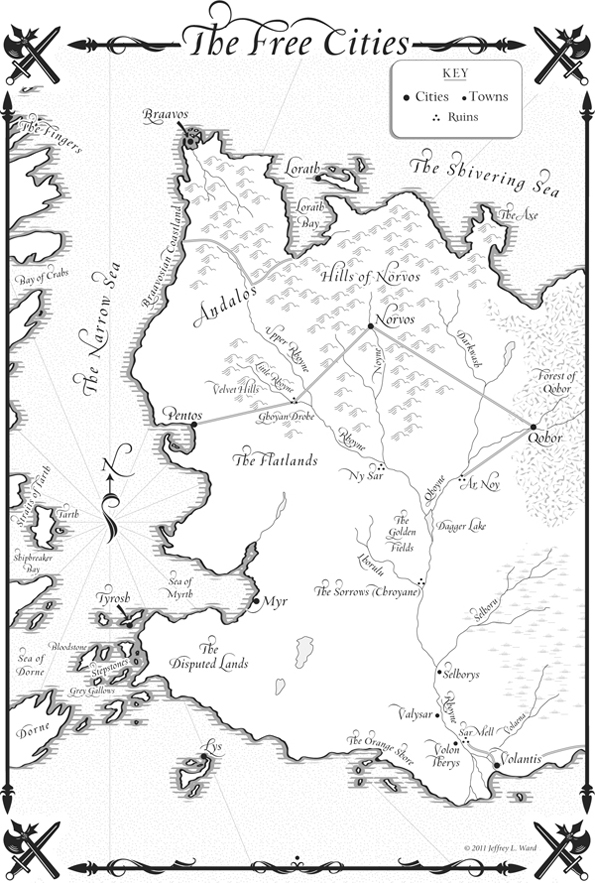 The Free Cities
KEY
Cities
Towns
Ruins
Braavos
The Fingers
Lorath
The Shivering Sea
Lorath
Bay
The Axe
Braavosian Coastland
Bay of Crabs
The Narrow Sea
Andalos
Hills of Norvos
Norvos
Darkwash
Upper Rhoyne
Little Rhoyne
Noyne
Velvet Hills
Ghoyan Drohe
Forest of
Qohor
Pentos
Qohor
Rhoyne
The Flatlands
Ny Sar
Ar Noy
Qhoyne
N
Straits of Tarth
Tarth
The
Golden
Fields
Dagger Lake
Shipbreaker
Bay
Lhorulu
Sea of
Myrth
The Sorrows (Chroyane)
Tyrosh
Myr
Selhoru
Bloodstone
Stepstones
The
Disputed Lands
Sea of
Dorne
Grey Gallows
Selhorys
Rhoyne
Valysar
Dorne
Sar Mell
Volaena
The Orange Shore
Volon
Therys
Volantis
Lys
© 2011 Jeffrey L. Ward